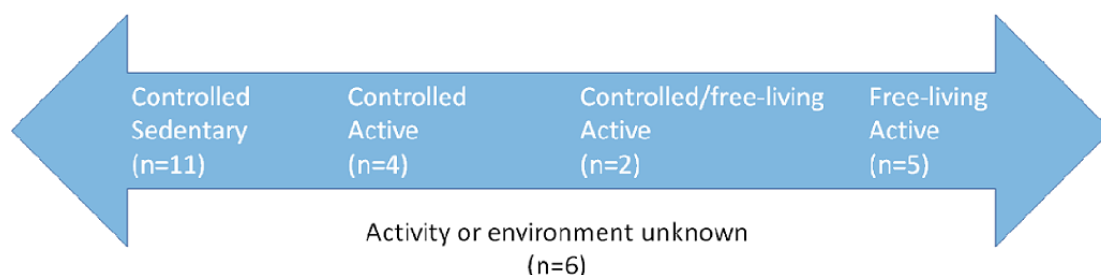 Controlled
Sedentary
(n=11)
Controlled
Active
(n=4)
Controlled/free-living
Active
(n=2)
Free-living
Active
(n=5)
Activity or environment unknown
(n=6)